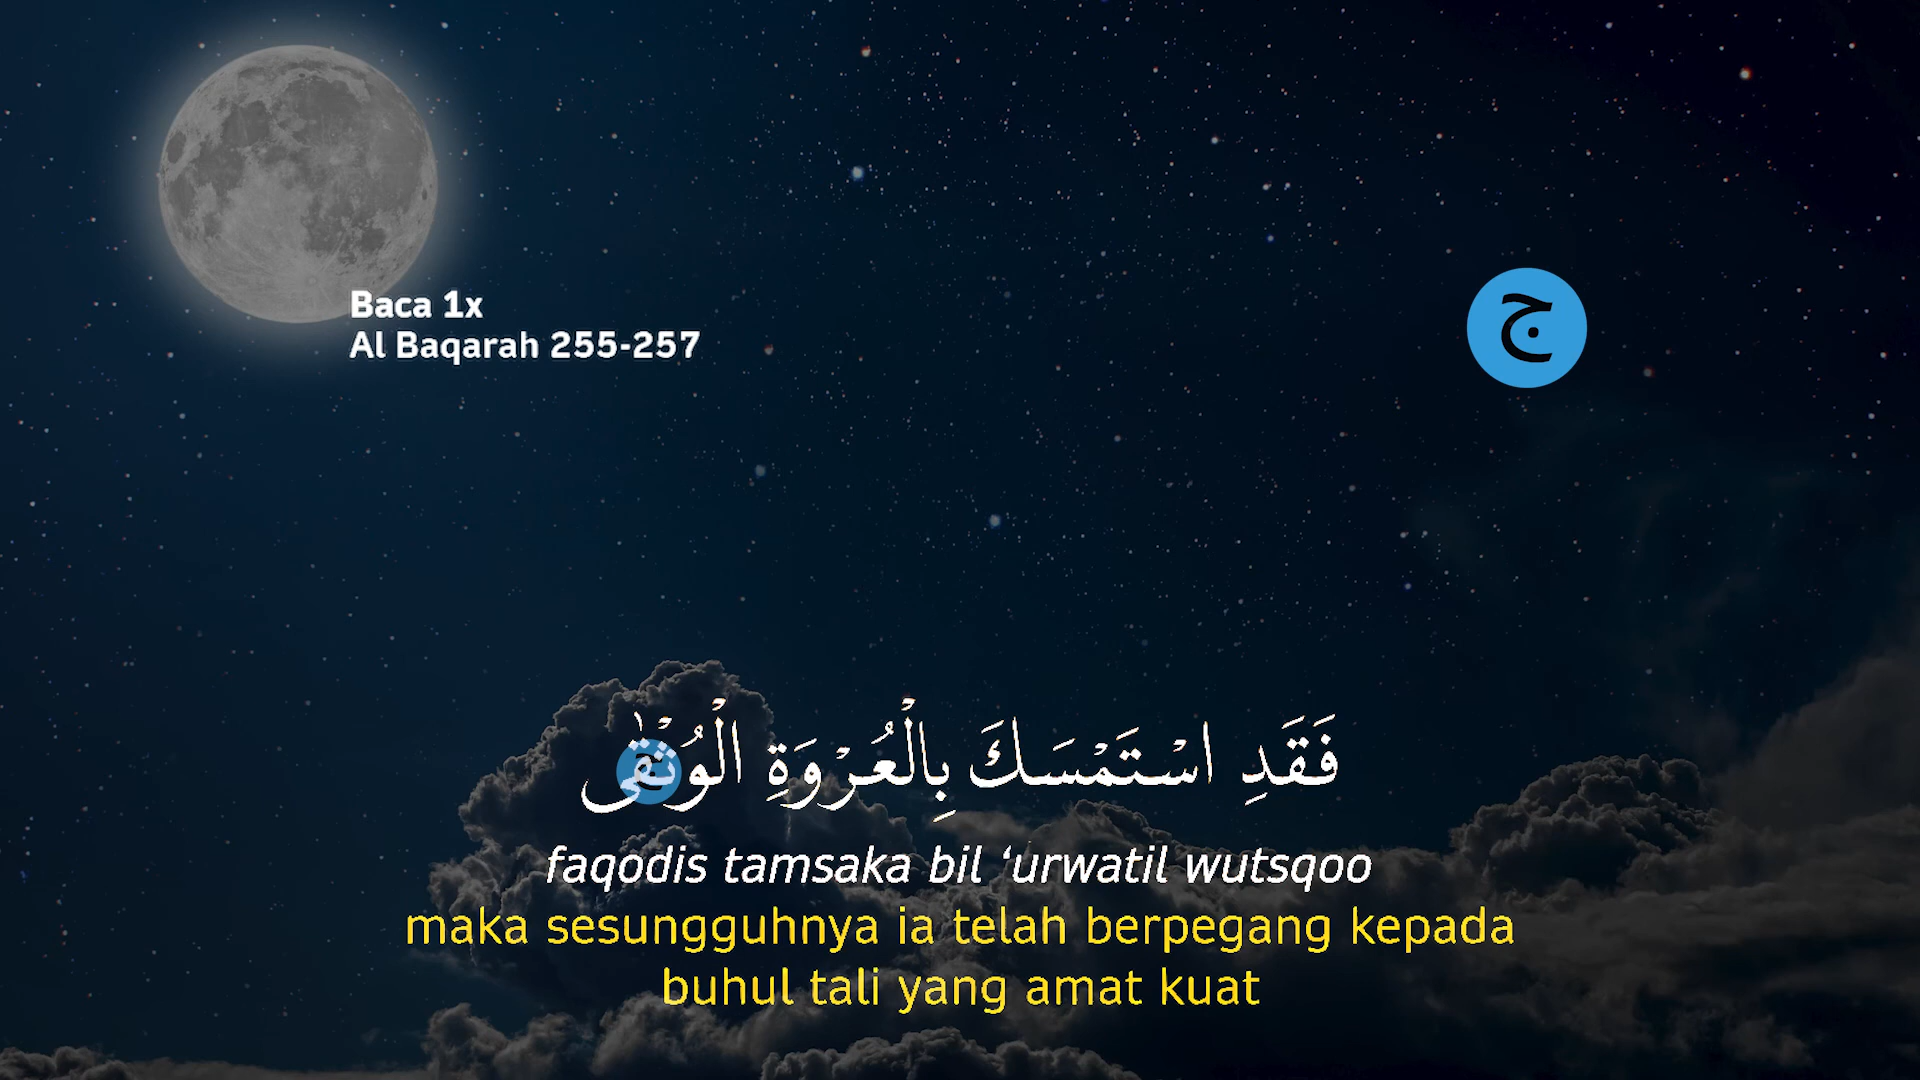 Baca 1x
Al Baqarah 255-257
ج
فَقَدِ اسْتَمْسَكَ بِالْعُرْوَةِ الْوُثْقٰى
faqodis tamsaka bil ‘urwatil wutsqoo
maka sesungguhnya ia telah berpegang kepada
buhul tali yang amat kuat